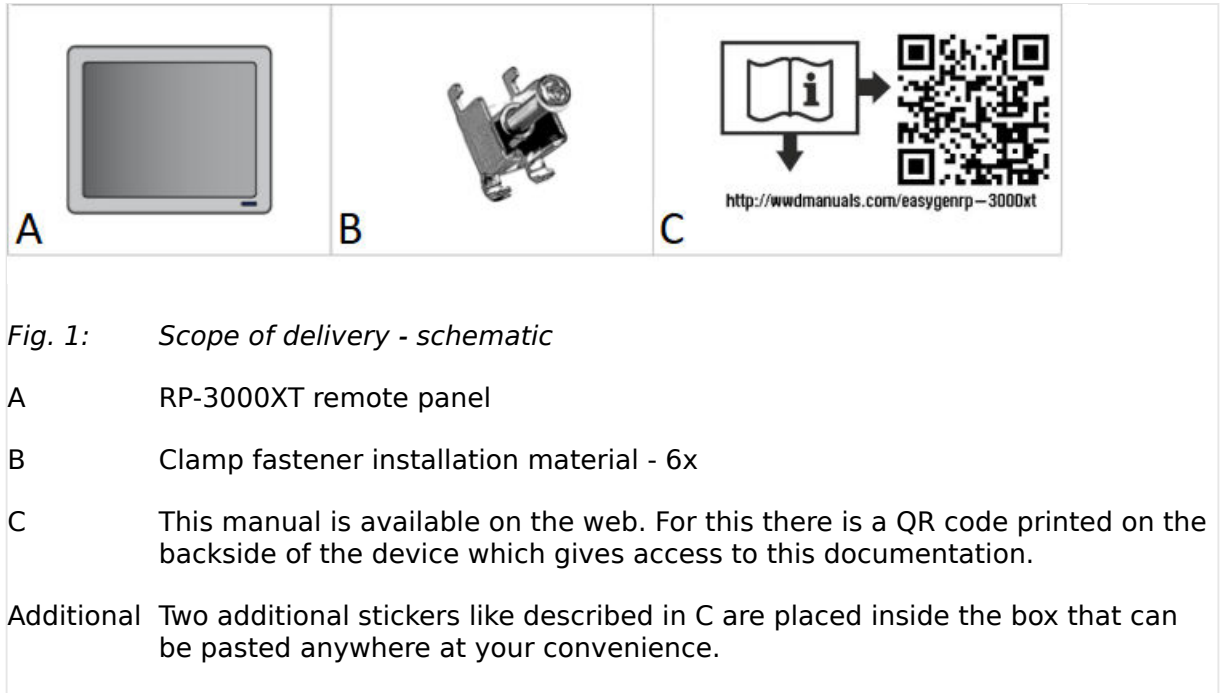 http://wwdmanuals.com/easygenrp-3000xt
A
B
C
Fig. 1: Scope of delivery - schematic
A RP-3000XT remote panel
B Clamp fastener installation material - 6x
C This manual is available on the web. For this there is a QR code printed on the
backside of the device which gives access to this documentation.
Additional Two additional stickers like described in C are placed inside the box that can
be pasted anywhere at your convenience.